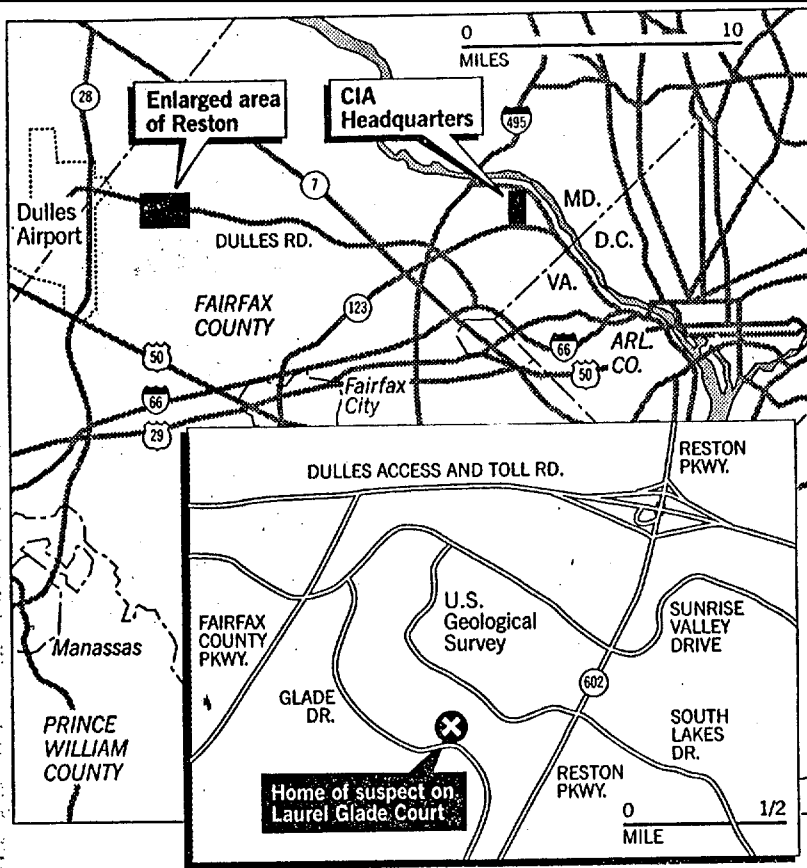 0 10
MILES
28
Enlarged area
of Reston
CIA
Headquarters
495
7
MD.
Dulles
Airport
DULLES RD.
D.C.
VA.
FAIRFAX
COUNTY
123
50
66
ARL.
CO.
50
66
Fairfax
City
29
RESTON
PKWY.
DULLES ACCESS AND TOLL RD.
U.S.
Geological
Survey
SUNRISE
VALLEY
DRIVE
FAIRFAX
COUNTY
PKWY.
Manassas
602
GLADE
DR.
SOUTH
LAKES
DR.
PRINCE
WILLIAM
COUNTY
RESTON
PKWY.
Home of suspect on
Laurel Glade Court
0 1/2
MILE